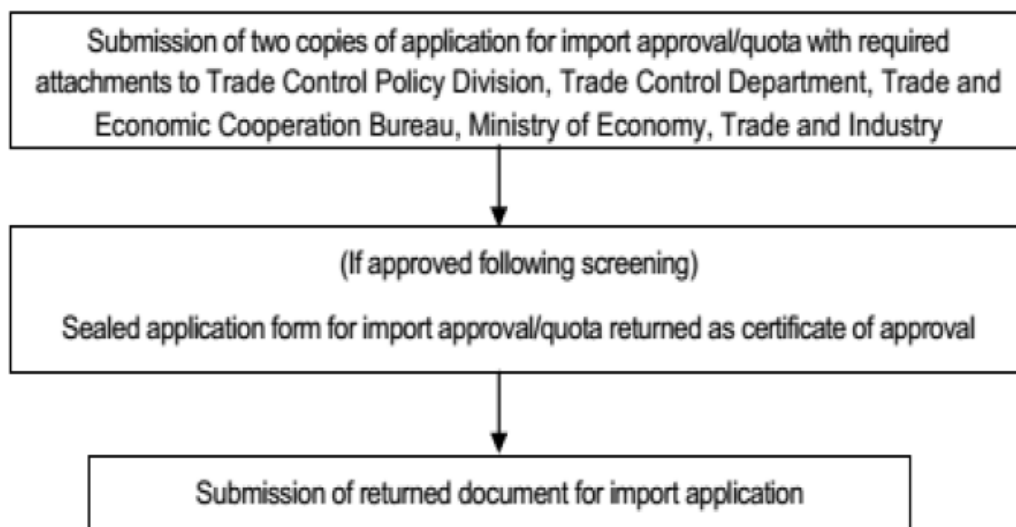 Submission of two copies of application for import approval/quota with required
attachments to Trade Control Policy Division, Trade Control Department, Trade and
Economic Cooperation Bureau, Ministry of Economy, Trade and Industry
(If approved following screening)
Sealed application form for import approval/quota returned as certificate of approval
Submission of returned document for import application